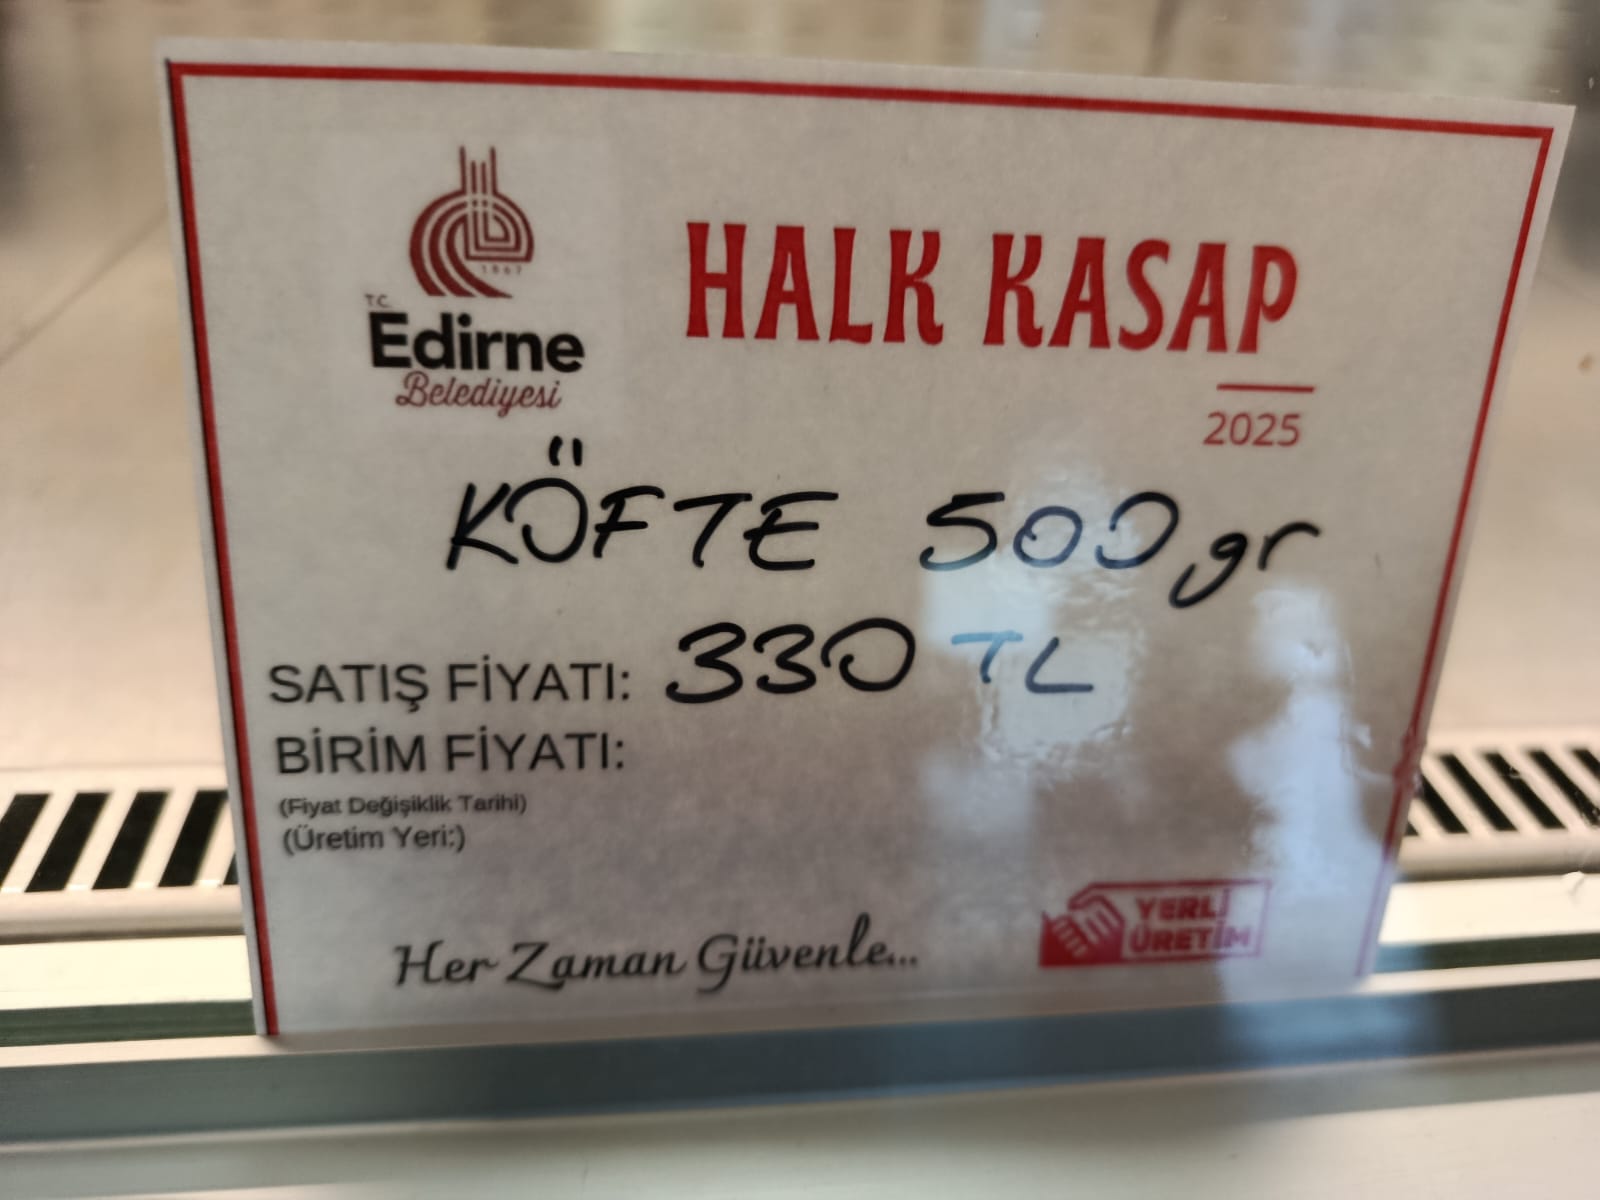 1867
T.C.
Edirne
Belediyesi
HALK KASAP
2025
KÖFTE 500gr
SATIŞ FİYATI: 330 TL
BİRİM FİYATI:
(Fiyat Değişiklik Tarihi)
(Üretim Yeri:)
Her Zaman Güvenle...
YERLİ
ÜRETİM